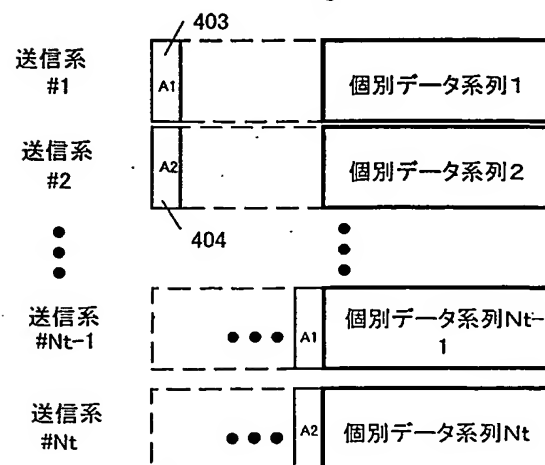 403
送信系
#1
A1
個別データ系列1
送信系
#2
A2
個別データ系列2
404
送信系
#Nt-1
A1
個別データ系列Nt-
1
送信系
#Nt
A2
個別データ系列Nt